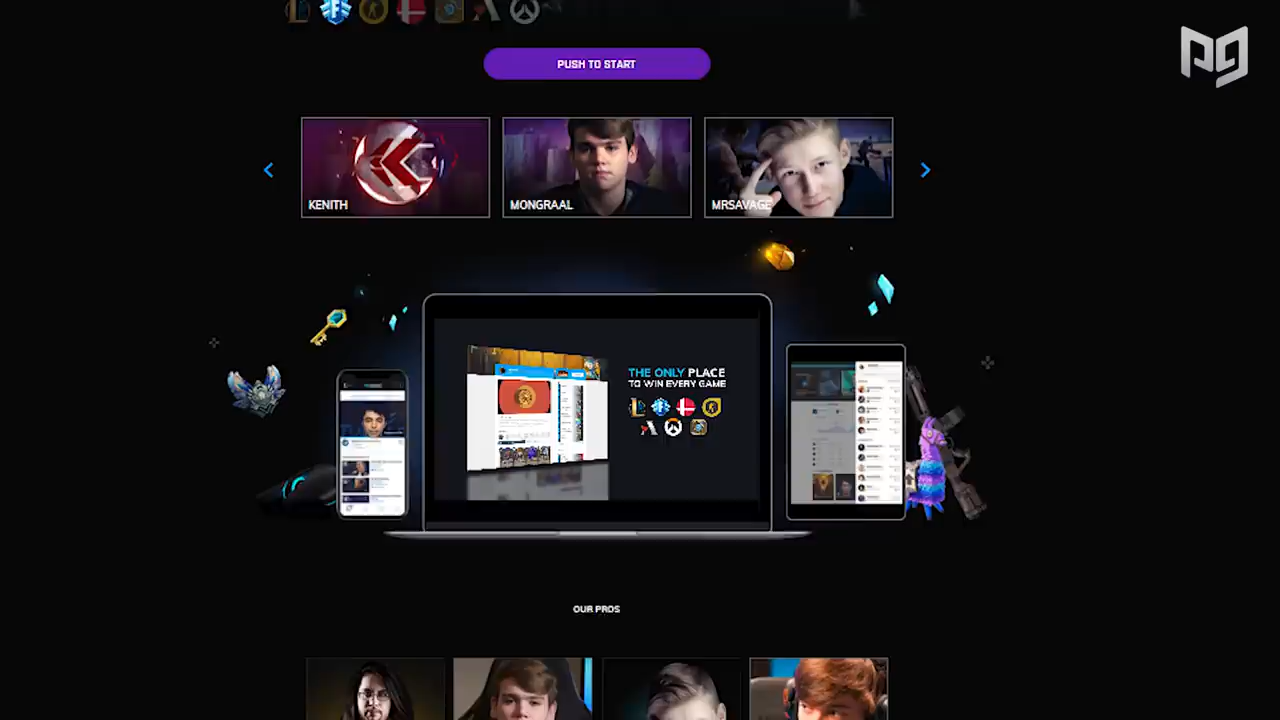 PUSH TO START
KENITH
MONGRAAL
MRSAVAGE
THE ONLY PLACE
TO WIN EVERY GAME
OUR PROS